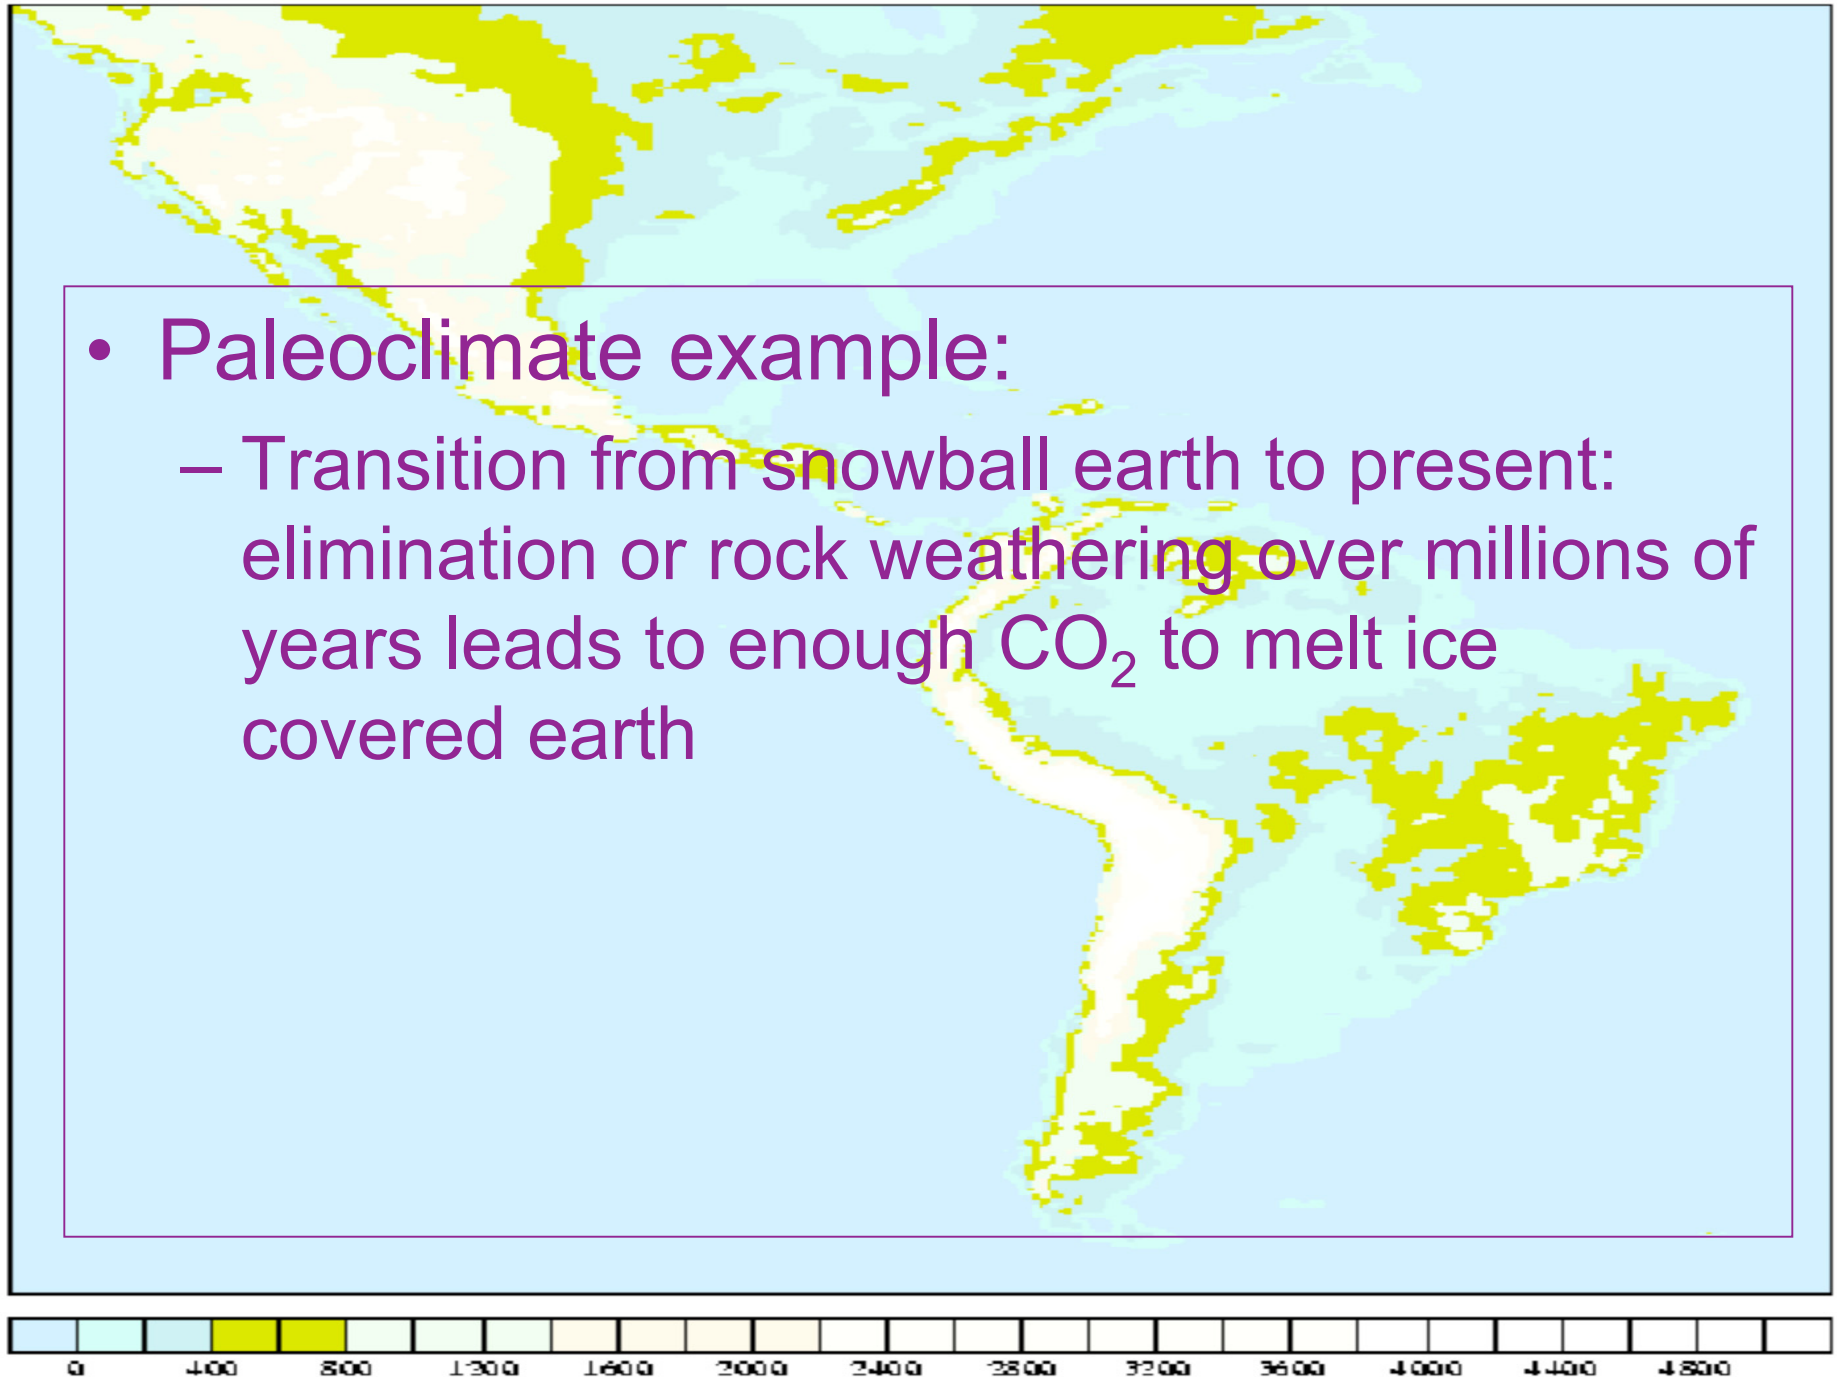 • Paleoclimate example:
– Transition from snowball earth to present:
elimination or rock weathering over millions of
years leads to enough CO₂ to melt ice
covered earth
0 400 800 1200 1600 2000 2400 2800 3200 3600 4000 4400 4800